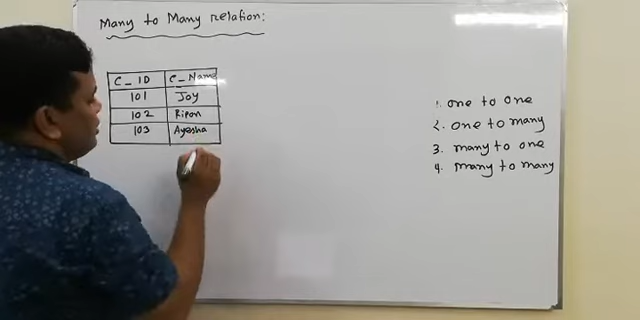 Many to Many relation:
C_ID C_Name
101 Joy
102 Ripon
103 Ayesha
1. one to one
2. one to many
3. many to one
4. many to many